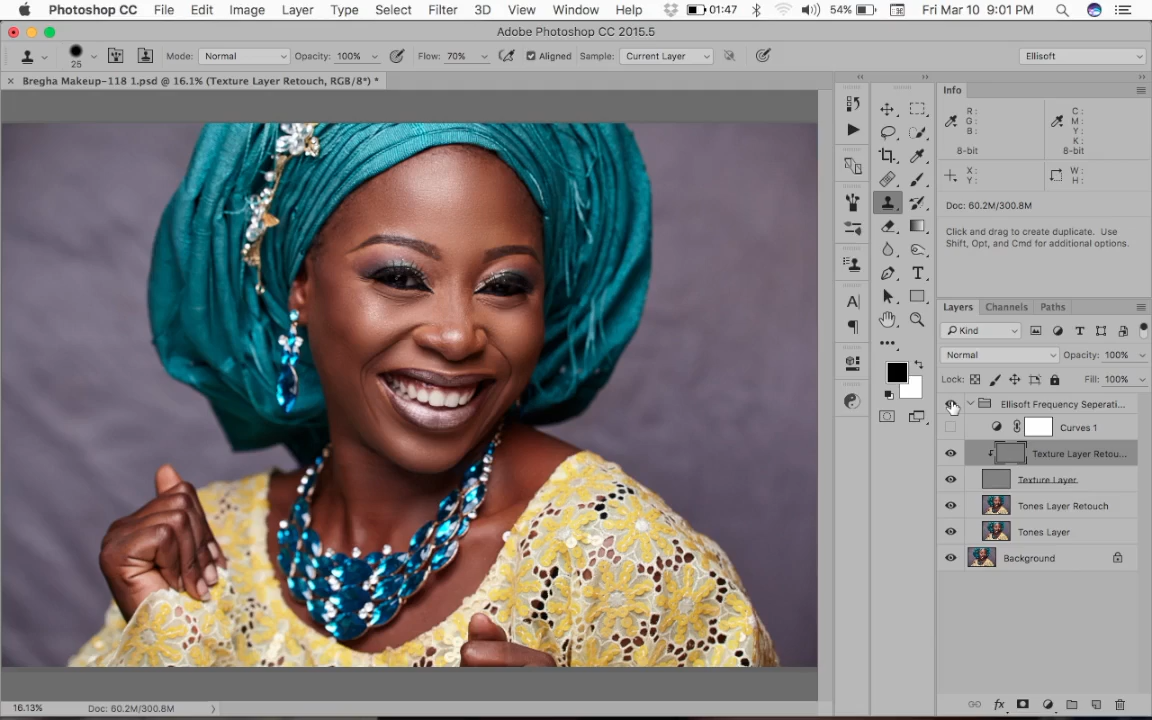 Photoshop CC File Edit Image Layer Type Select Filter 3D View Window Help 01:47 54% Fri Mar 10 9:01 PM
Adobe Photoshop CC 2015.5
25 Mode: Normal Opacity: 100% Flow: 70% Aligned Sample: Current Layer Ellisoft
× Bregha Makeup-118 1.psd @ 16.1% (Texture Layer Retouch, RGB/8*) *
Info
R: C:
G: M:
B: Y:
K:
8-bit 8-bit
X: W:
Y: H:
Doc: 60.2M/300.8M
Click and drag to create duplicate. Use
Shift, Opt, and Cmd for additional options.
Layers Channels Paths
Kind
Normal Opacity: 100%
Lock: Fill: 100%
Ellisoft Frequency Seperati...
Curves 1
Texture Layer Retou...
Texture Layer
Tones Layer Retouch
Tones Layer
Background
16.13% Doc: 60.2M/300.8M